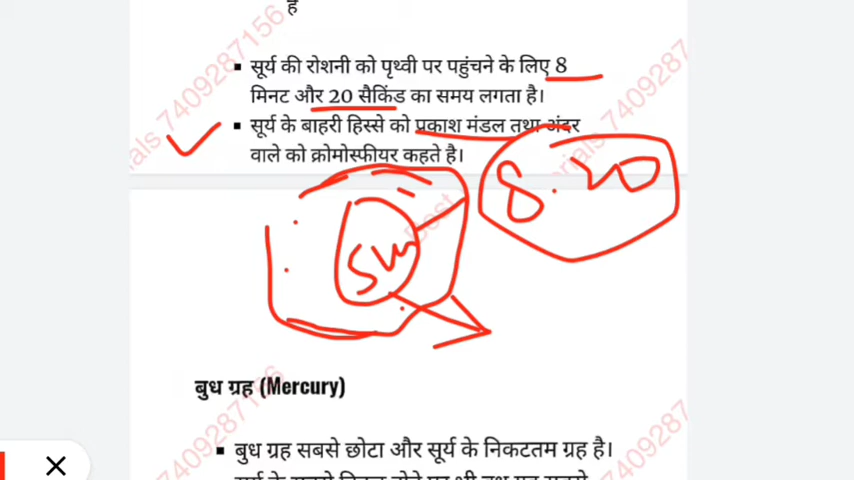 है
▪ सूर्य की रोशनी को पृथ्वी पर पहुंचने के लिए 8
मिनट और 20 सैकिंड का समय लगता है।
▪ सूर्य के बाहरी हिस्से को प्रकाश मंडल तथा अंदर
वाले को क्रोमोस्फीयर कहते है।
8.20
Sun
बुध ग्रह (Mercury)
▪ बुध ग्रह सबसे छोटा और सूर्य के निकटतम ग्रह है।
7409287156